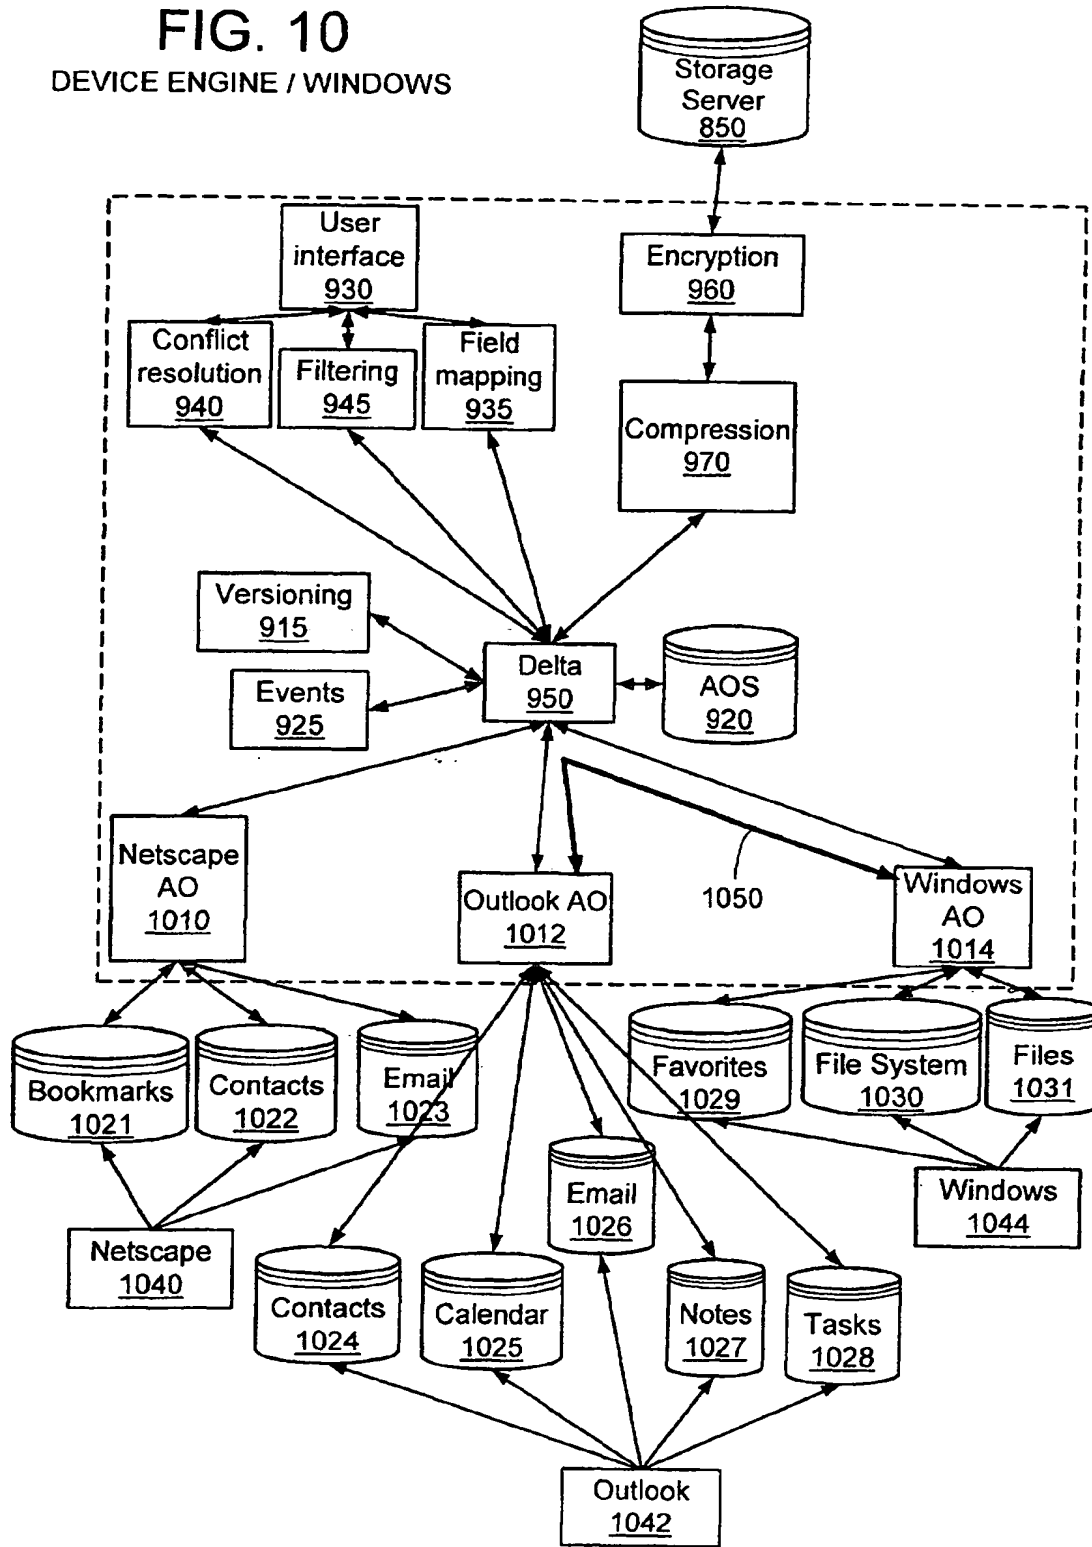 FIG. 10
DEVICE ENGINE / WINDOWS
Storage
Server
850
User
interface
930
Encryption
960
Conflict
resolution
940
Filtering
945
Field
mapping
935
Compression
970
Versioning
915
Events
925
Delta
950
AOS
920
Netscape
AO
1010
Outlook AO
1012
1050
Windows
AO
1014
Bookmarks
1021
Contacts
1022
Email
1023
Favorites
1029
File System
1030
Files
1031
Netscape
1040
Contacts
1024
Calendar
1025
Email
1026
Notes
1027
Tasks
1028
Windows
1044
Outlook
1042